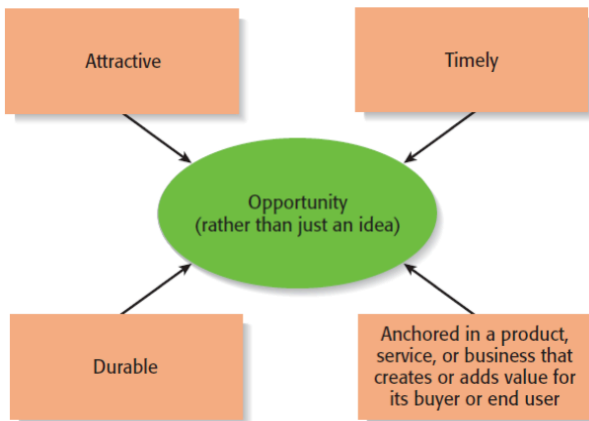 Attractive
Timely
Opportunity
(rather than just an idea)
Durable
Anchored in a product,
service, or business that
creates or adds value for
its buyer or end user